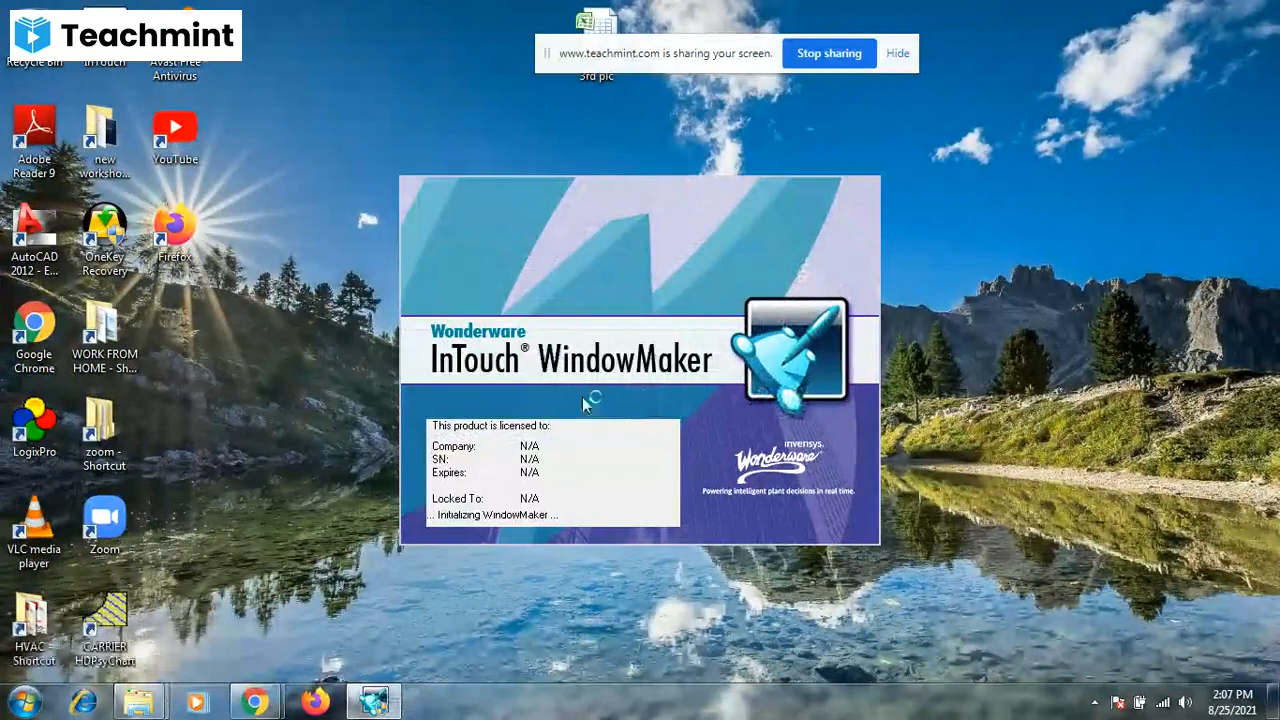 Teachmint
Recycle Bin
InTouch
Avast Free
Antivirus
3rd plc
www.teachmint.com is sharing your screen.
Stop sharing
Hide
Adobe
Reader 9
new
worksho...
YouTube
AutoCAD
2012 - E...
OneKey
Recovery
Firefox
Google
Chrome
WORK FROM
HOME - Sh...
LogixPro
zoom -
Shortcut
VLC media
player
Zoom
HVAC -
Shortcut
CARRIER
HDPsyChart
Wonderware
InTouch® WindowMaker
This product is licensed to:
Company: N/A
SN: N/A
Expires: N/A
Locked To: N/A
... Initializing WindowMaker ...
invensys.
Wonderware
Powering intelligent plant decisions in real time.
2:07 PM
8/25/2021